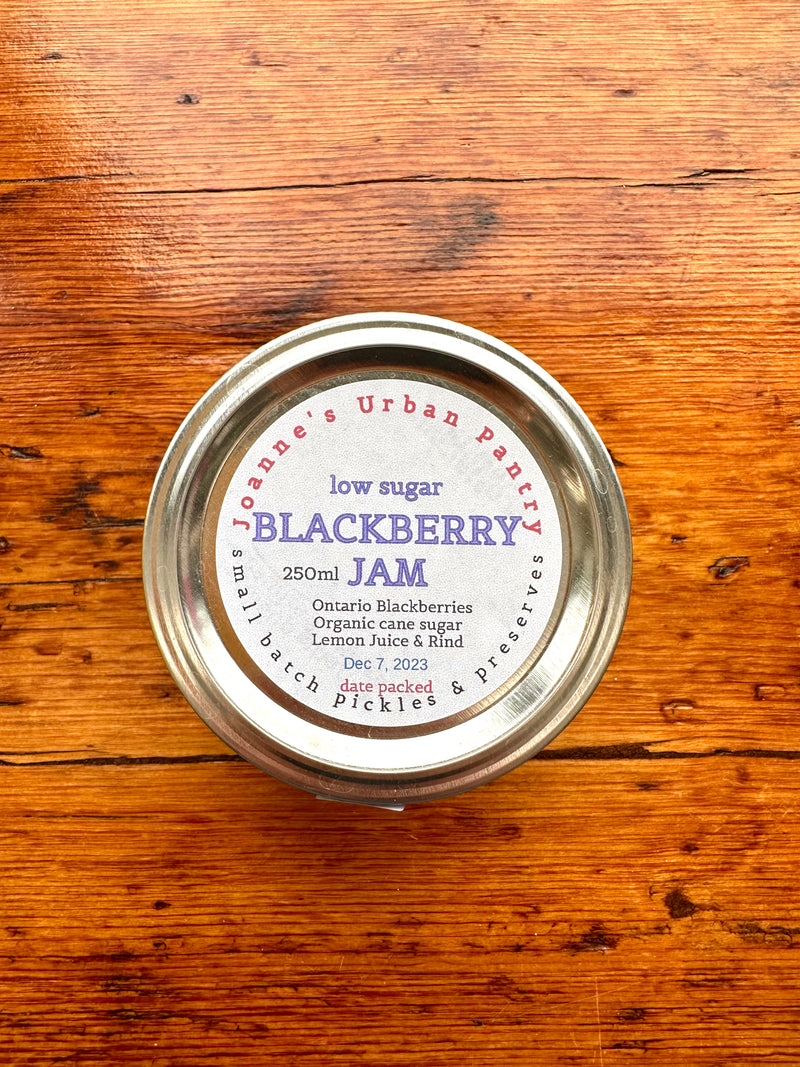 Joanne's Urban Pantry
low sugar
BLACKBERRY
250ml JAM
Ontario Blackberries
Organic cane sugar
Lemon Juice & Rind
Dec 7, 2023
date packed
small batch pickles & preserves